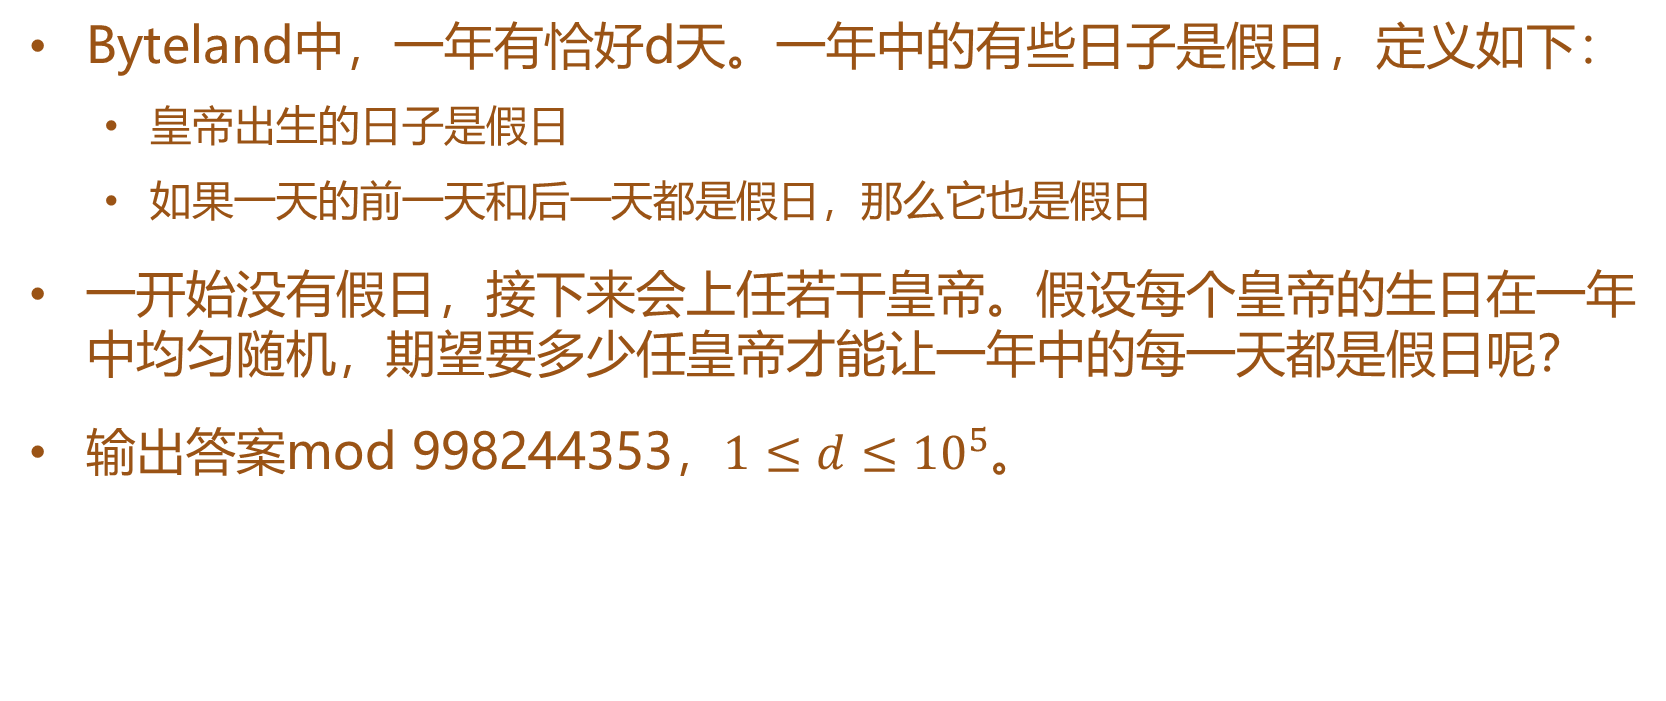 • Byteland中，一年有恰好d天。一年中的有些日子是假日，定义如下：
• 皇帝出生的日子是假日
• 如果一天的前一天和后一天都是假日，那么它也是假日
• 一开始没有假日，接下来会上任若干皇帝。假设每个皇帝的生日在一年
中均匀随机，期望要多少任皇帝才能让一年中的每一天都是假日呢？
• 输出答案mod 998244353，1 ≤ d ≤ 10⁵。